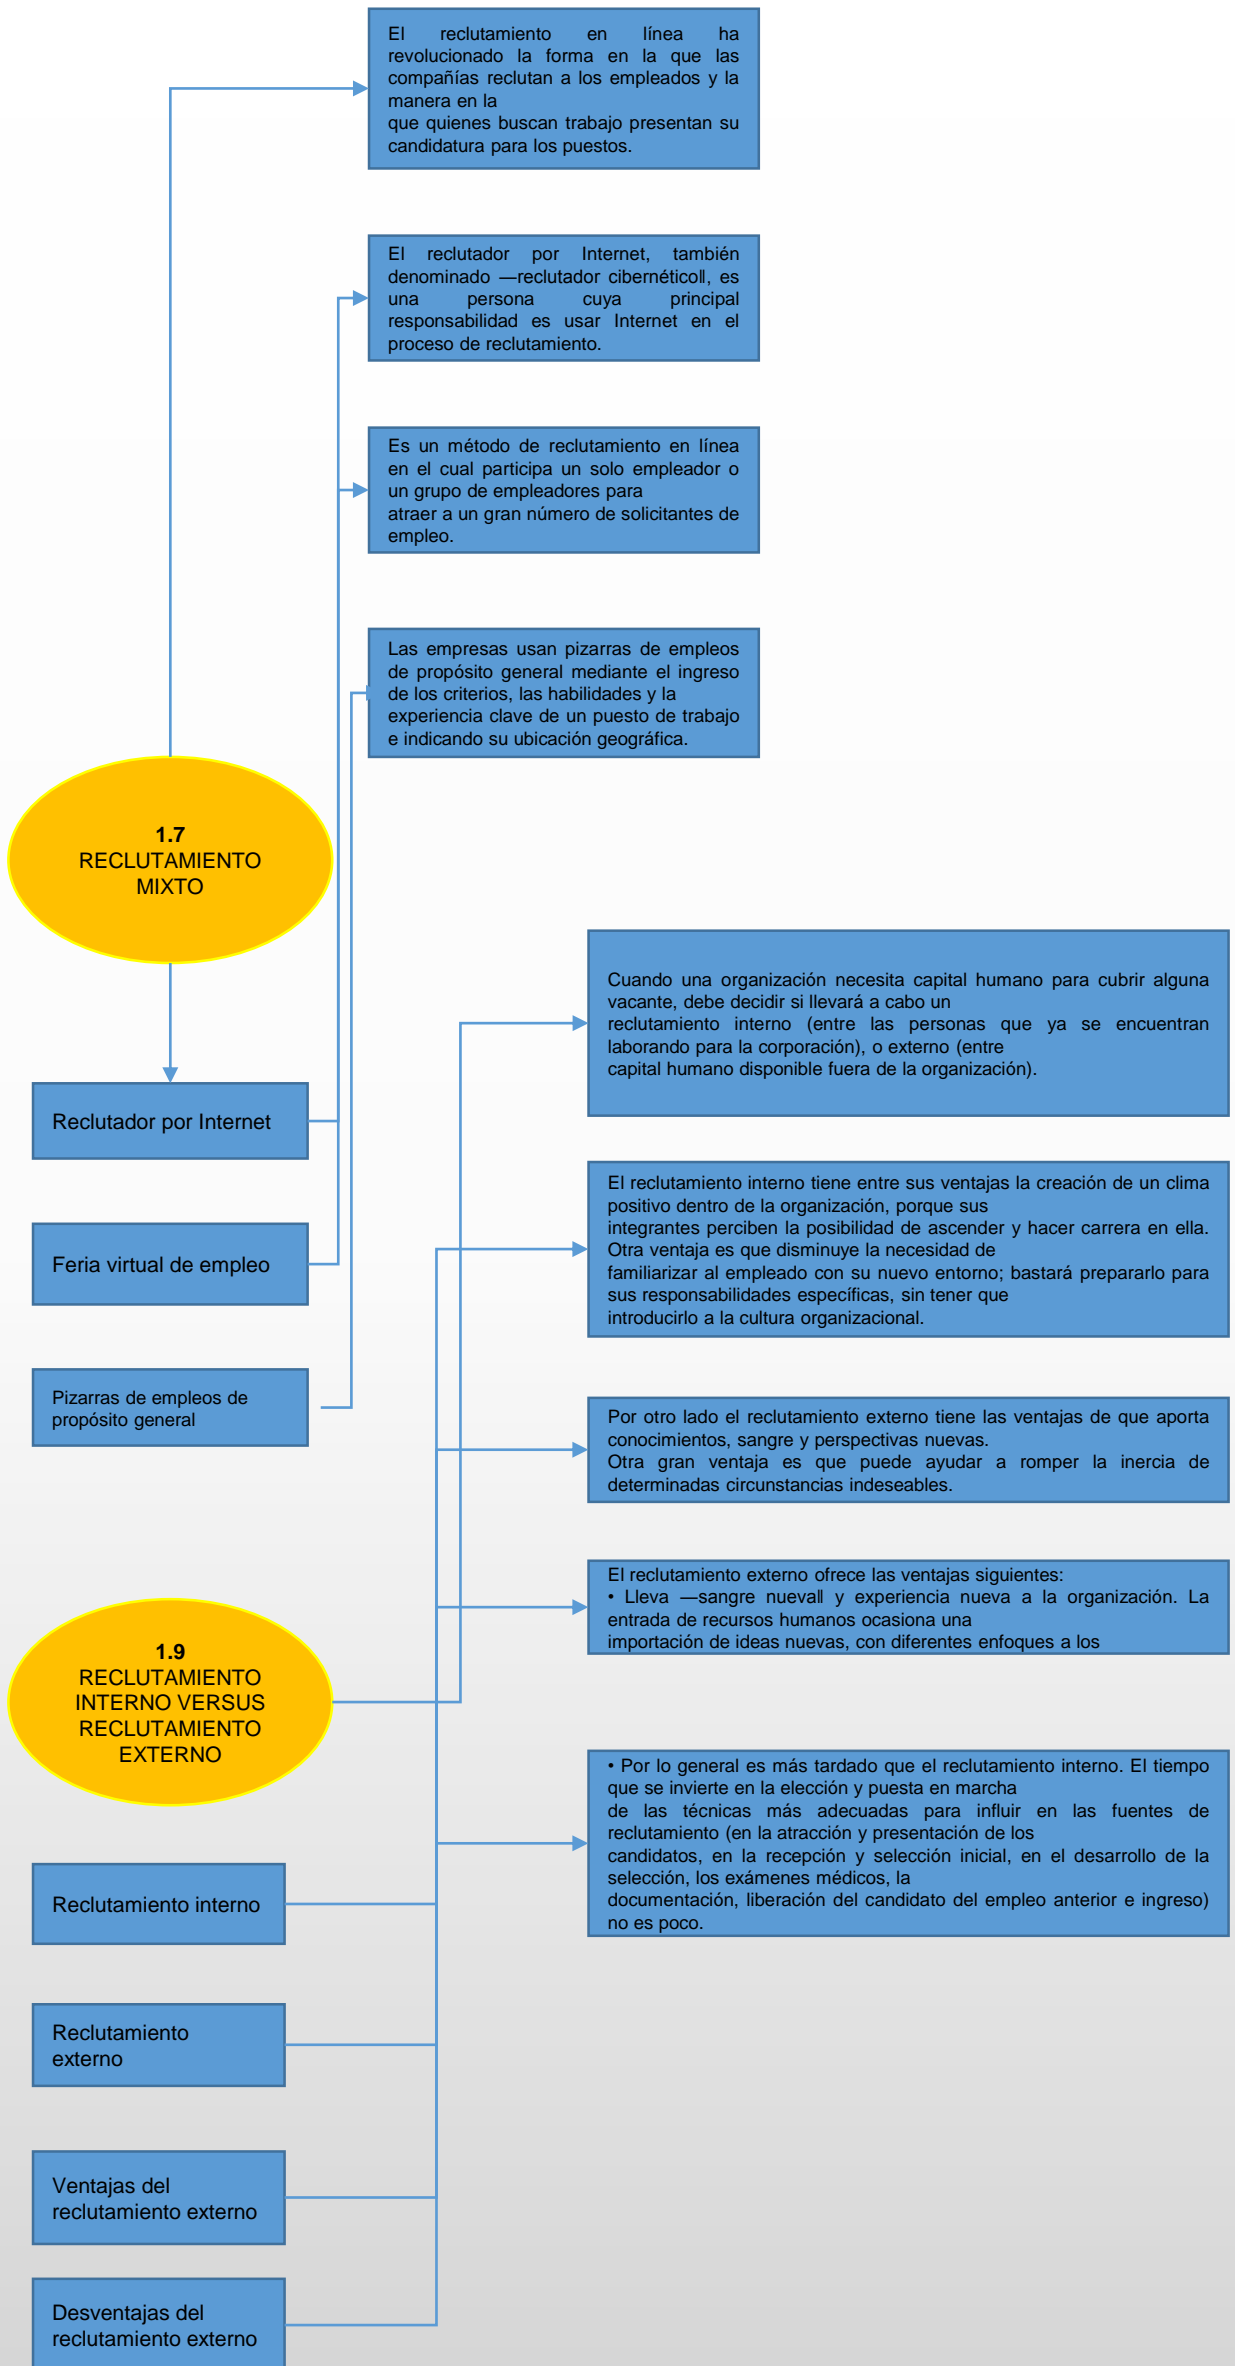 El reclutamiento en línea ha
revolucionado la forma en la que las
compañías reclutan a los empleados y la
manera en la
que quienes buscan trabajo presentan su
candidatura para los puestos.
El reclutador por Internet, también
denominado ―reclutador cibernético‖, es
una persona cuya principal
responsabilidad es usar Internet en el
proceso de reclutamiento.
Es un método de reclutamiento en línea
en el cual participa un solo empleador o
un grupo de empleadores para
atraer a un gran número de solicitantes de
empleo.
Las empresas usan pizarras de empleos
de propósito general mediante el ingreso
de los criterios, las habilidades y la
experiencia clave de un puesto de trabajo
e indicando su ubicación geográfica.
1.7
RECLUTAMIENTO
MIXTO
Reclutador por Internet
Feria virtual de empleo
Pizarras de empleos de
propósito general
Cuando una organización necesita capital humano para cubrir alguna
vacante, debe decidir si llevará a cabo un
reclutamiento interno (entre las personas que ya se encuentran
laborando para la corporación), o externo (entre
capital humano disponible fuera de la organización).
El reclutamiento interno tiene entre sus ventajas la creación de un clima
positivo dentro de la organización, porque sus
integrantes perciben la posibilidad de ascender y hacer carrera en ella.
Otra ventaja es que disminuye la necesidad de
familiarizar al empleado con su nuevo entorno; bastará prepararlo para
sus responsabilidades específicas, sin tener que
introducirlo a la cultura organizacional.
Por otro lado el reclutamiento externo tiene las ventajas de que aporta
conocimientos, sangre y perspectivas nuevas.
Otra gran ventaja es que puede ayudar a romper la inercia de
determinadas circunstancias indeseables.
El reclutamiento externo ofrece las ventajas siguientes:
• Lleva ―sangre nueva‖ y experiencia nueva a la organización. La
entrada de recursos humanos ocasiona una
importación de ideas nuevas, con diferentes enfoques a los
• Por lo general es más tardado que el reclutamiento interno. El tiempo
que se invierte en la elección y puesta en marcha
de las técnicas más adecuadas para influir en las fuentes de
reclutamiento (en la atracción y presentación de los
candidatos, en la recepción y selección inicial, en el desarrollo de la
selección, los exámenes médicos, la
documentación, liberación del candidato del empleo anterior e ingreso)
no es poco.
1.9
RECLUTAMIENTO
INTERNO VERSUS
RECLUTAMIENTO
EXTERNO
Reclutamiento interno
Reclutamiento
externo
Ventajas del
reclutamiento externo
Desventajas del
reclutamiento externo